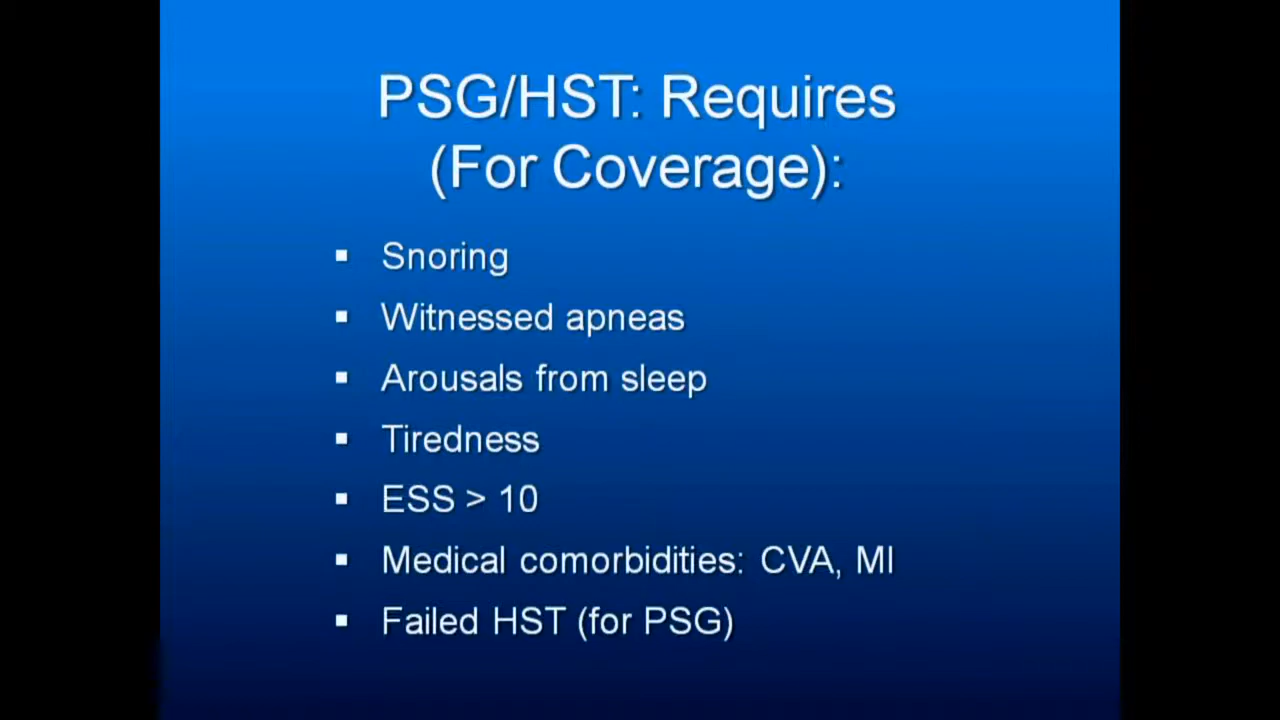 PSG/HST: Requires
(For Coverage):
▪ Snoring
▪ Witnessed apneas
▪ Arousals from sleep
▪ Tiredness
▪ ESS > 10
▪ Medical comorbidities: CVA, MI
▪ Failed HST (for PSG)